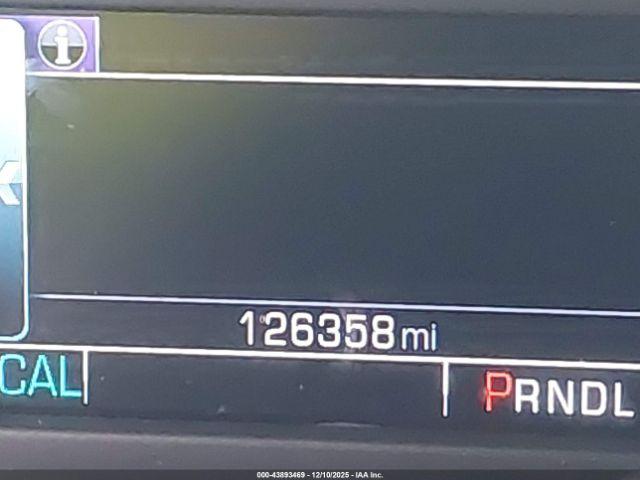 i
126358mi
CAL
PRNDL
000-43893469 - 12/10/2025 - IAA Inc.